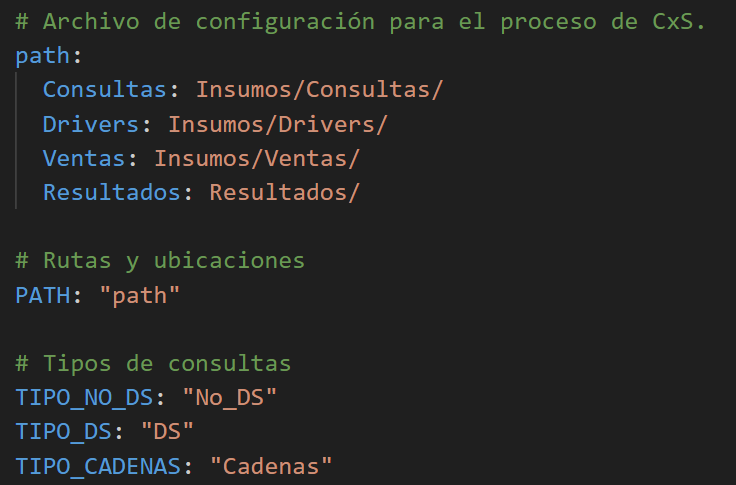 # Archivo de configuración para el proceso de CxS.
path:
  Consultas: Insumos/Consultas/
  Drivers: Insumos/Drivers/
  Ventas: Insumos/Ventas/
  Resultados: Resultados/
# Rutas y ubicaciones
PATH: "path"
# Tipos de consultas
TIPO_NO_DS: "No_DS"
TIPO_DS: "DS"
TIPO_CADENAS: "Cadenas"